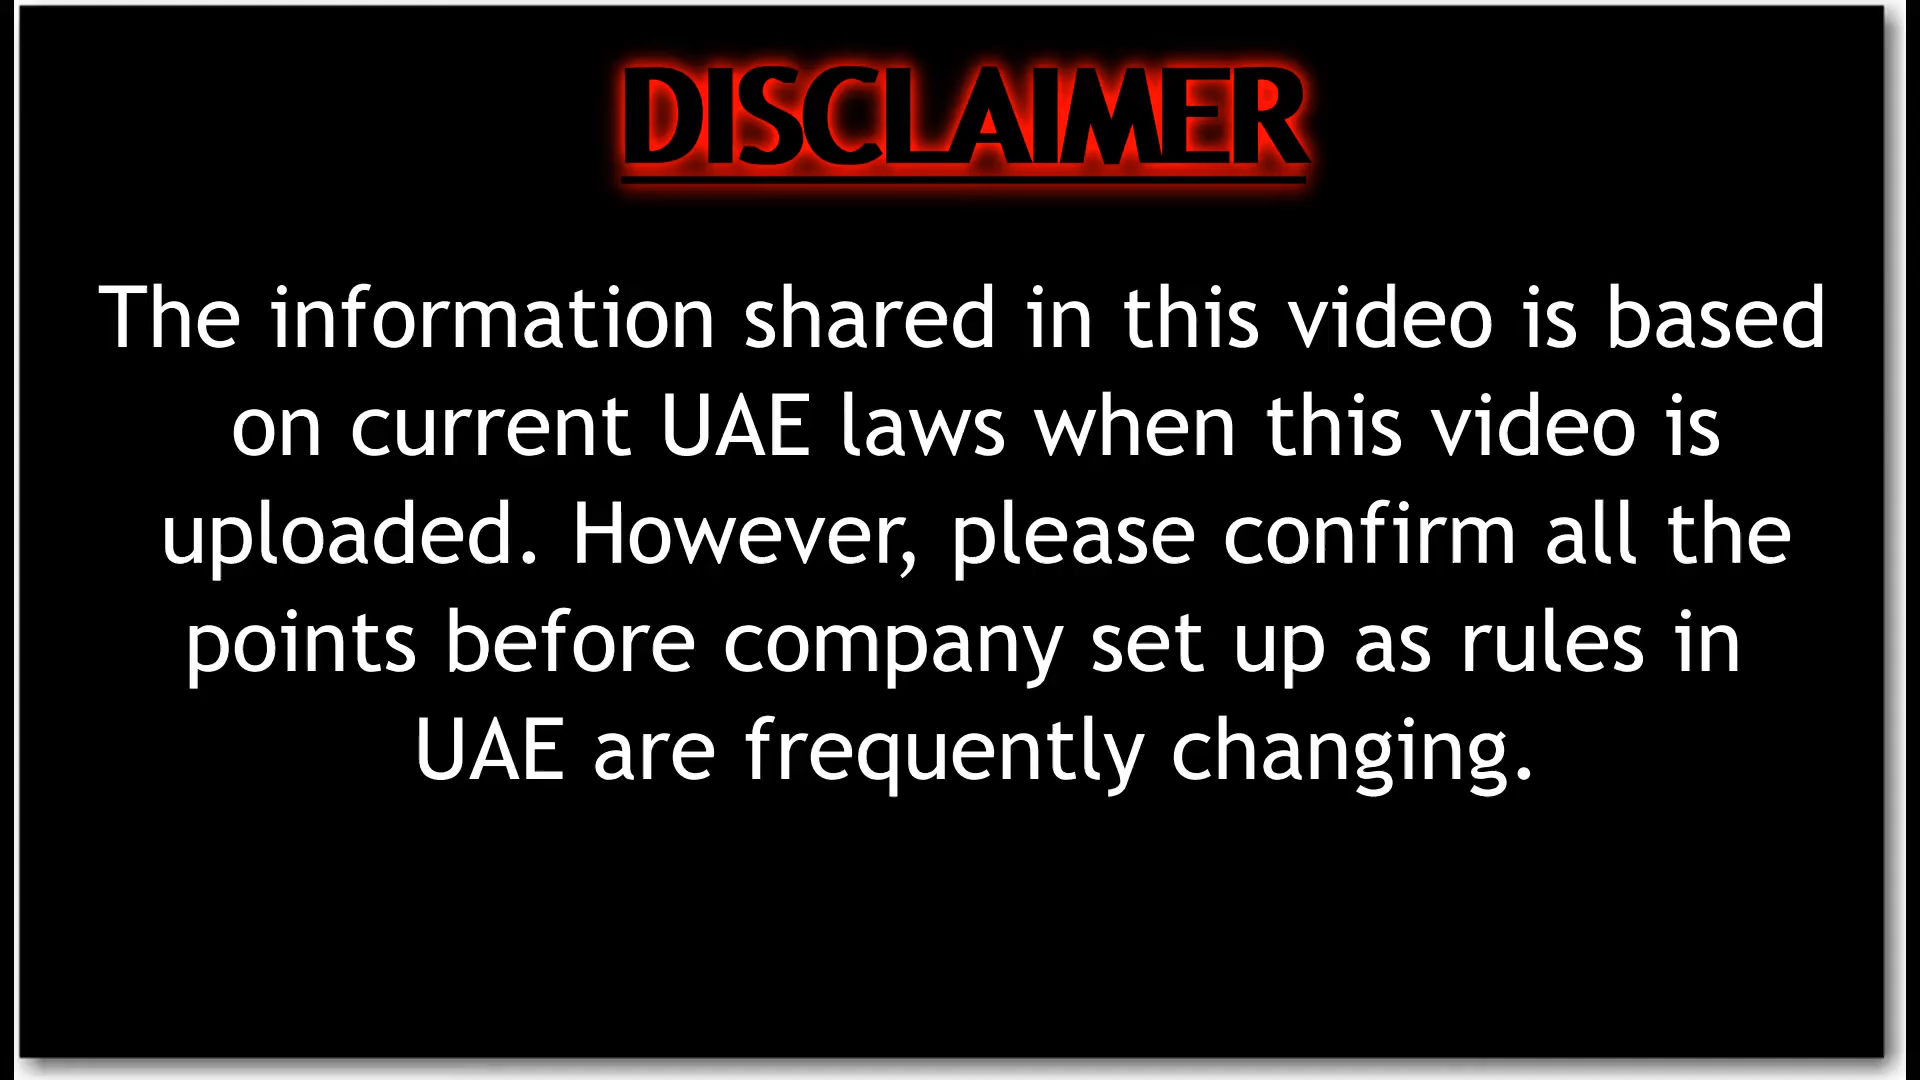 DISCLAIMER
The information shared in this video is based
on current UAE laws when this video is
uploaded. However, please confirm all the
points before company set up as rules in
UAE are frequently changing.